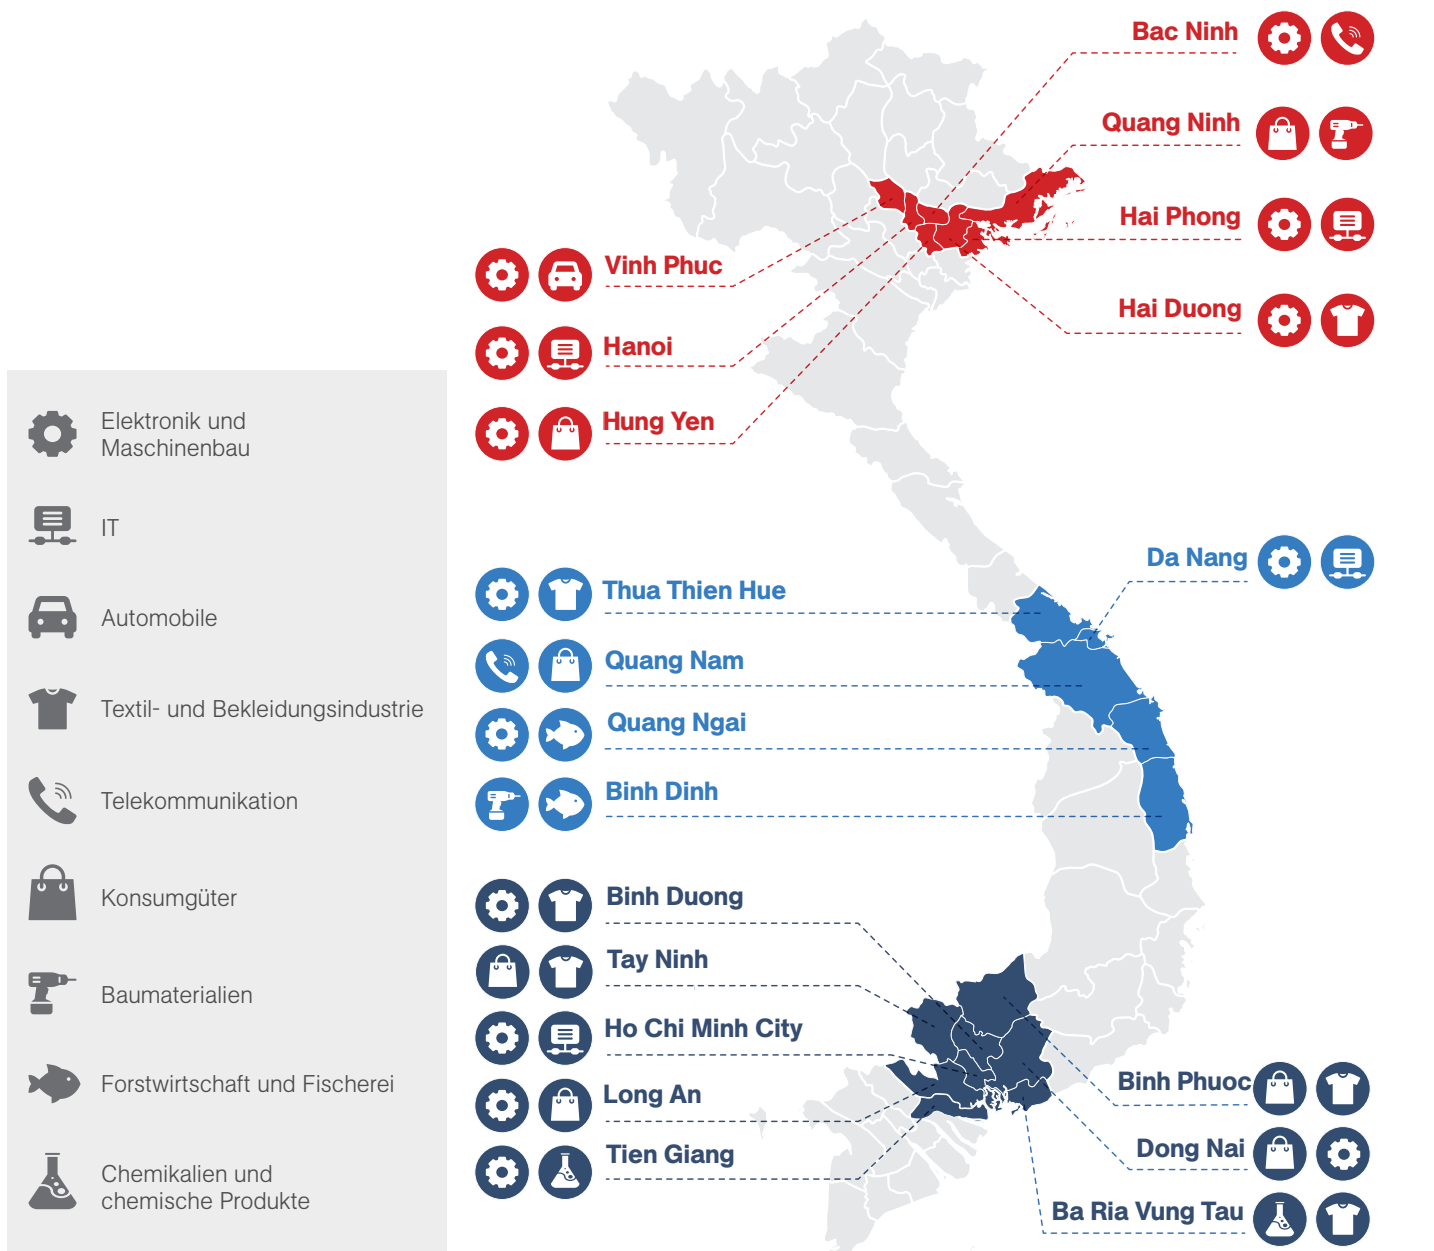 Bac Ninh
Quang Ninh
Hai Phong
Hai Duong
Vinh Phuc
Hanoi
Hung Yen
Elektronik und
Maschinenbau
IT
Automobile
Textil- und Bekleidungsindustrie
Telekommunikation
Konsumgüter
Baumaterialien
Forstwirtschaft und Fischerei
Chemikalien und
chemische Produkte
Da Nang
Thua Thien Hue
Quang Nam
Quang Ngai
Binh Dinh
Binh Duong
Tay Ninh
Ho Chi Minh City
Long An
Tien Giang
Binh Phuoc
Dong Nai
Ba Ria Vung Tau